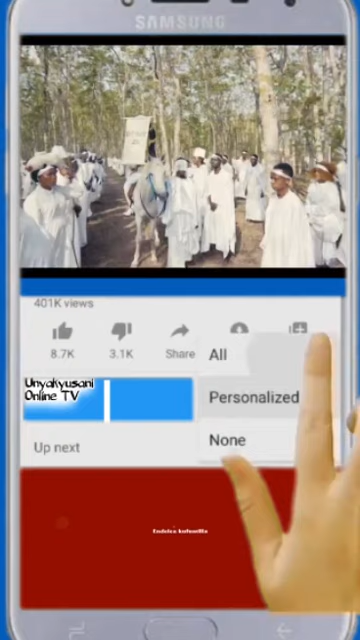 SAMSUNG
401K views
8.7K
3.1K
Share
All
Unyakyusani
Online TV
Personalized
None
Up next